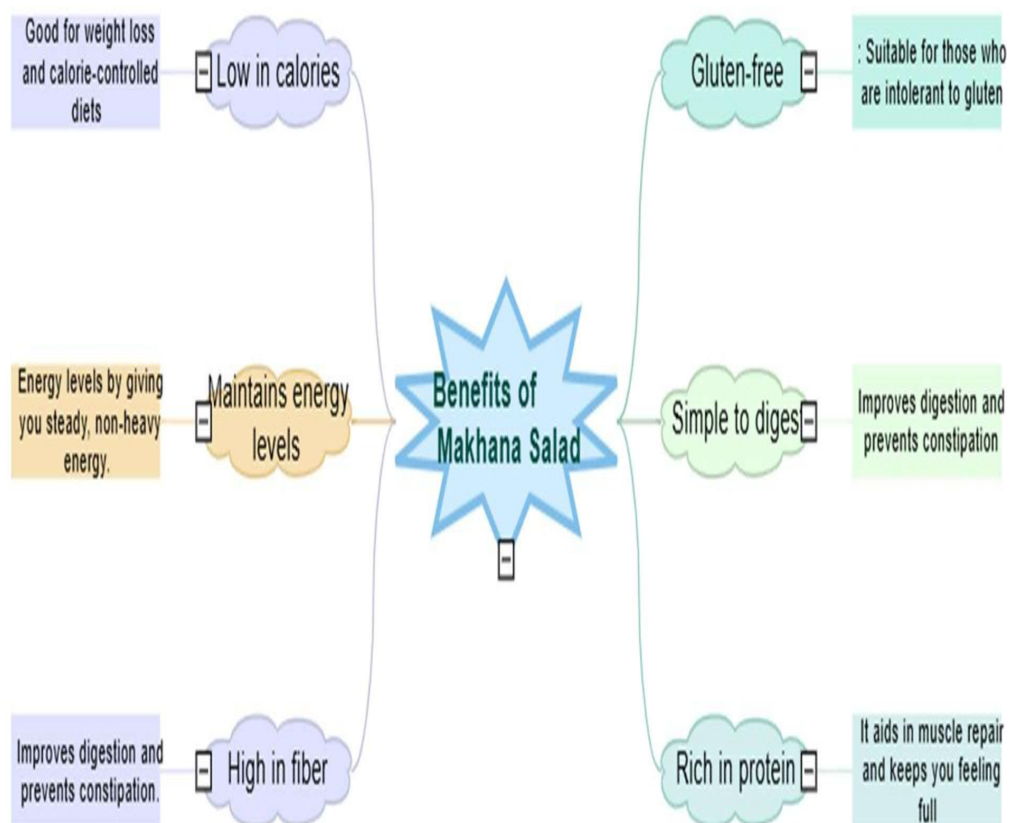 Good for weight loss
and calorie-controlled
diets
Low in calories
Gluten-free
: Suitable for those who
are intolerant to gluten
Energy levels by giving
you steady, non-heavy
energy.
Maintains energy
levels
Benefits of
Makhana Salad
Simple to diges
Improves digestion and
prevents constipation
Improves digestion and
prevents constipation.
High in fiber
Rich in protein
It aids in muscle repair
and keeps you feeling
full